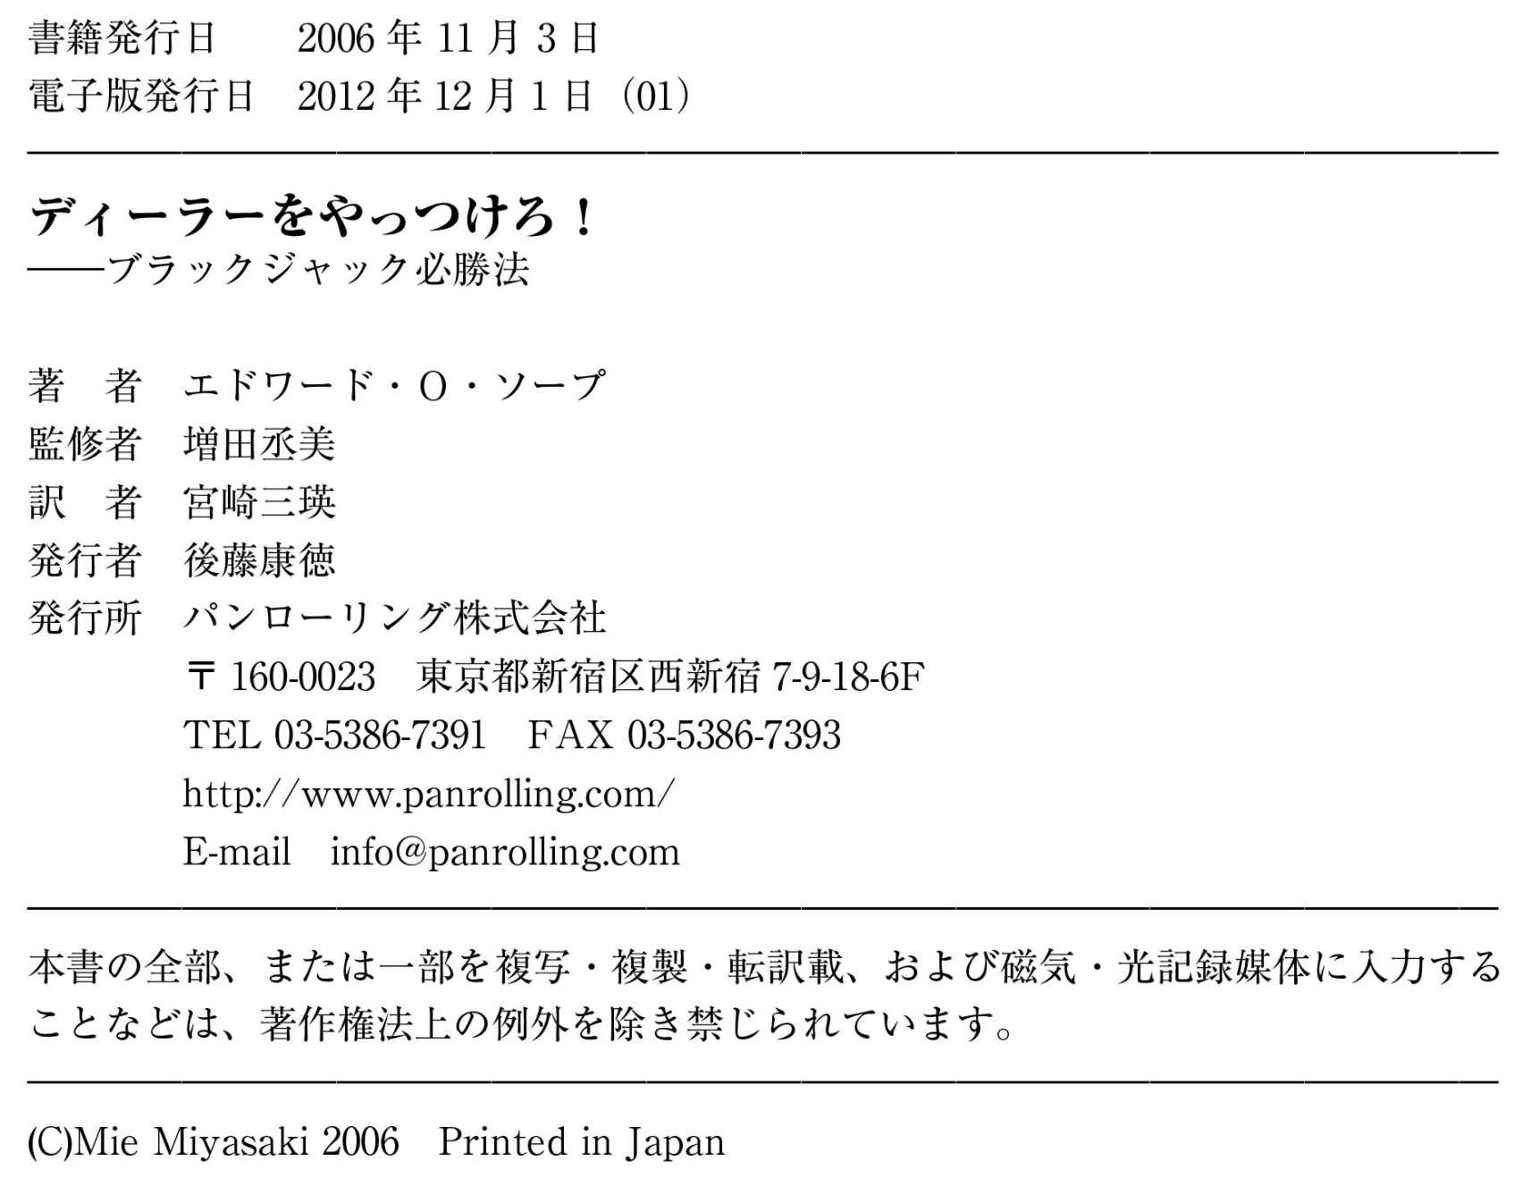 書籍発行日　　2006 年 11 月 3 日
電子版発行日　2012 年 12 月 1 日（01）
ディーラーをやっつけろ！
――ブラックジャック必勝法
著　者　エドワード・O・ソープ
監修者　増田丞美
訳　者　宮崎三瑛
発行者　後藤康徳
発行所　パンローリング株式会社
〒 160-0023　東京都新宿区西新宿 7-9-18-6F
TEL 03-5386-7391　FAX 03-5386-7393
http://www.panrolling.com/
E-mail　info@panrolling.com
本書の全部、または一部を複写・複製・転訳載、および磁気・光記録媒体に入力する
ことなどは、著作権法上の例外を除き禁じられています。
(C)Mie Miyasaki 2006　Printed in Japan